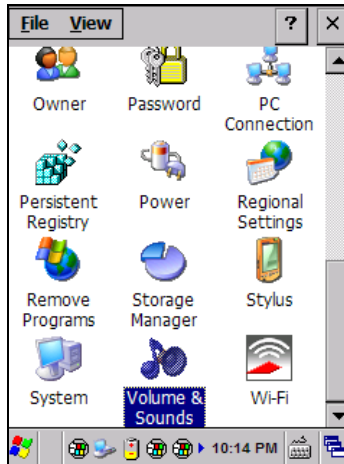 File View ? ×
Owner
Password
PC
Connection
Persistent
Registry
Power
Regional
Settings
Remove
Programs
Storage
Manager
Stylus
System
Volume &
Sounds
Wi-Fi
10:14 PM